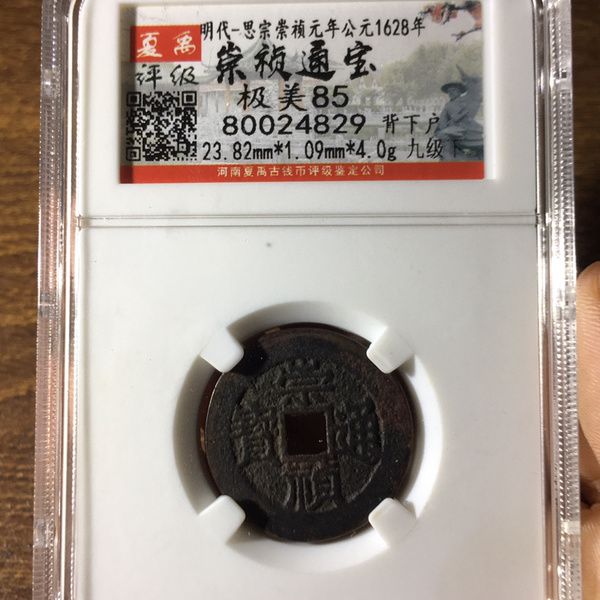 夏禹
评级
明代-思宗崇祯元年公元1628年
崇祯通宝
极美85
80024829 背下户
23.82mm*1.09mm*4.0g 九级下
河南夏禹古钱币评级鉴定公司
崇禎通寳